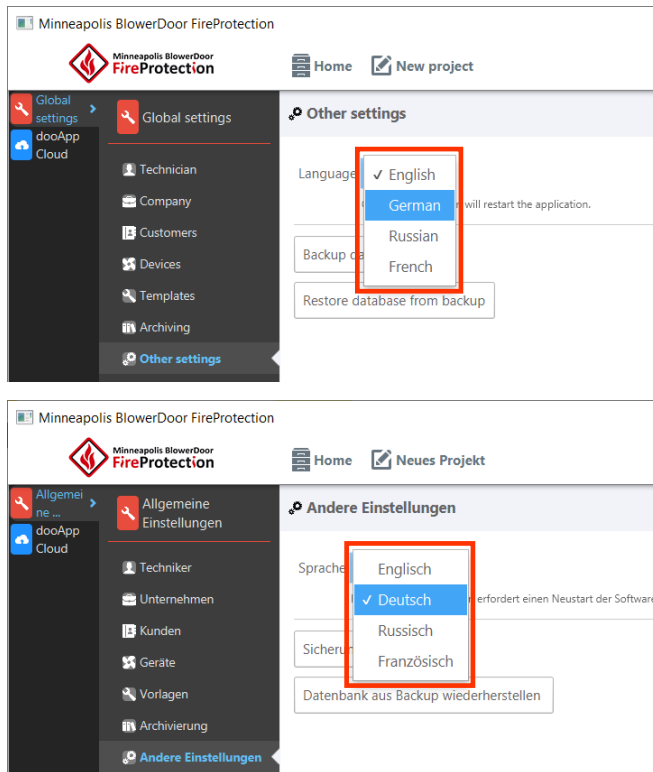 Minneapolis BlowerDoor FireProtection
Minneapolis BlowerDoor
FireProtection
Home
New project
Global
settings
dooApp
Cloud
Global settings
Technician
Company
Customers
Devices
Templates
Archiving
Other settings
Other settings
Language
✓ English
German
Russian
French
will restart the application.
Backup
Restore database from backup
Minneapolis BlowerDoor FireProtection
Minneapolis BlowerDoor
FireProtection
Home
Neues Projekt
Allgemei
ne ...
dooApp
Cloud
Allgemeine
Einstellungen
Techniker
Unternehmen
Kunden
Geräte
Vorlagen
Archivierung
Andere Einstellungen
Andere Einstellungen
Sprache
Englisch
✓ Deutsch
Russisch
Französisch
erfordert einen Neustart der Software
Datenbank aus Backup wiederherstellen